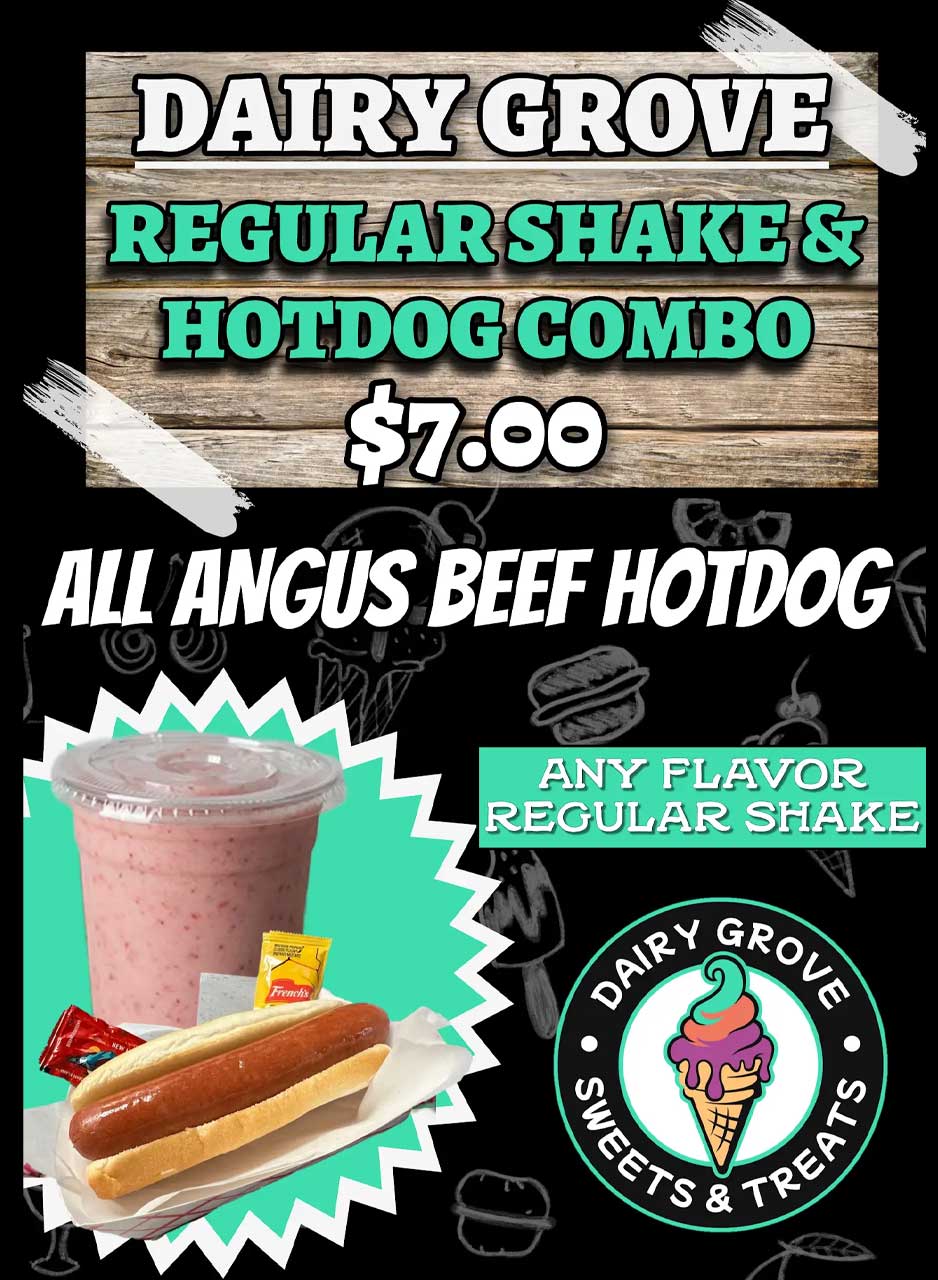 DAIRY GROVE
REGULAR SHAKE &
HOTDOG COMBO
$7.00
ALL ANGUS BEEF HOTDOG
ANY FLAVOR
REGULAR SHAKE
French's
DAIRY GROVE
SWEETS & TREATS